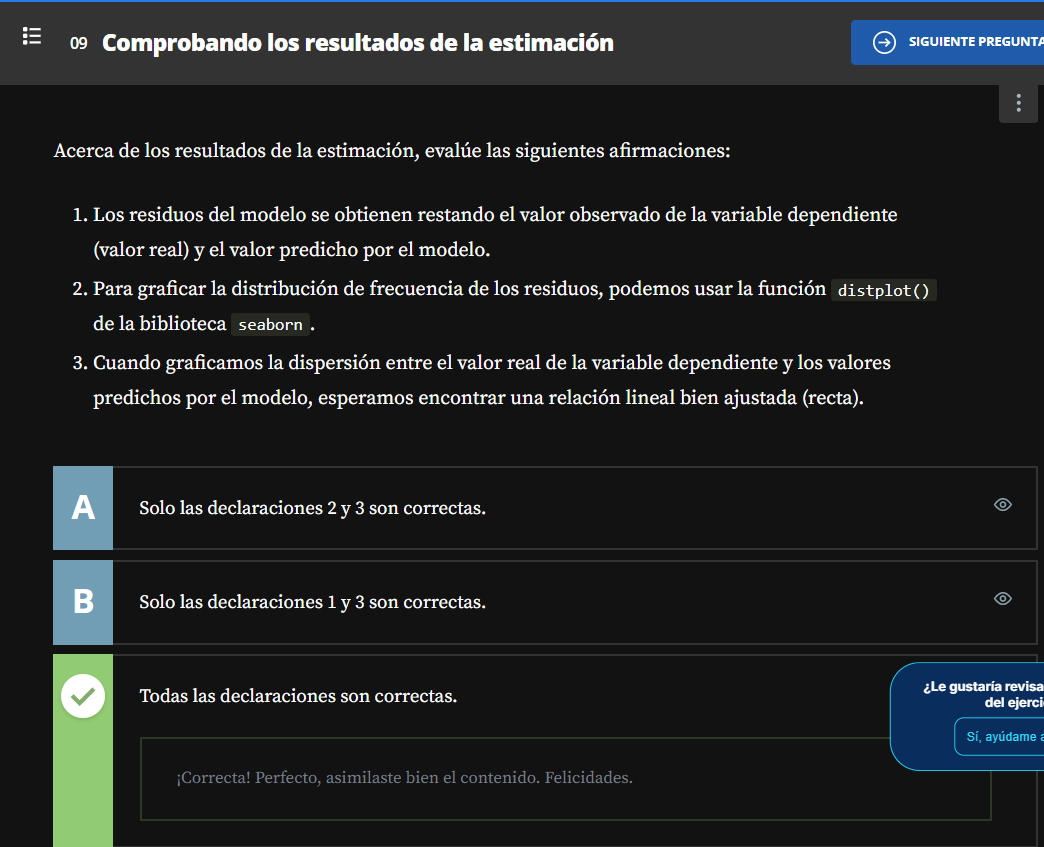 09 Comprobando los resultados de la estimación
SIGUIENTE PREGUNTA
Acerca de los resultados de la estimación, evalúe las siguientes afirmaciones:
1. Los residuos del modelo se obtienen restando el valor observado de la variable dependiente
(valor real) y el valor predicho por el modelo.
2. Para graficar la distribución de frecuencia de los residuos, podemos usar la función distplot()
de la biblioteca seaborn.
3. Cuando graficamos la dispersión entre el valor real de la variable dependiente y los valores
predichos por el modelo, esperamos encontrar una relación lineal bien ajustada (recta).
A
Solo las declaraciones 2 y 3 son correctas.
B
Solo las declaraciones 1 y 3 son correctas.
Todas las declaraciones son correctas.
¡Correcta! Perfecto, asimilaste bien el contenido. Felicidades.
¿Le gustaría
del
Sí, ayúdame